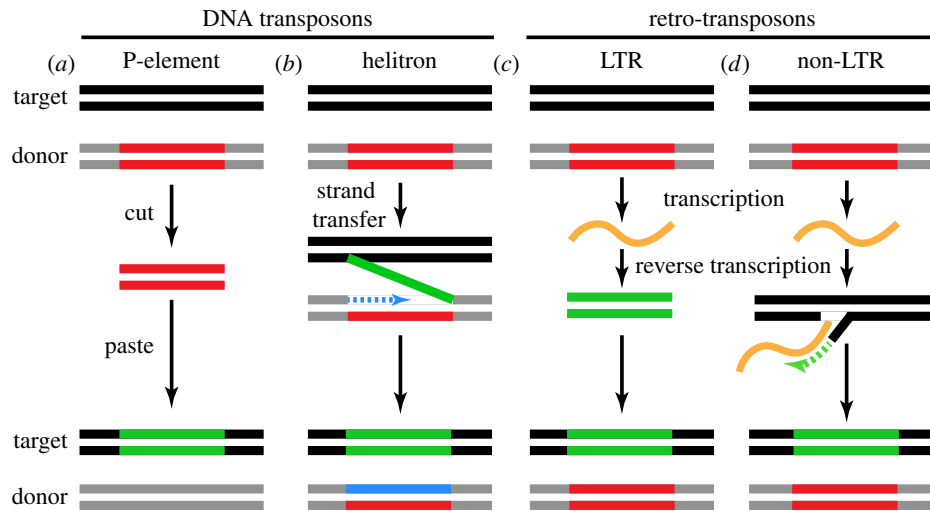 DNA transposons retro-transposons
(a) P-element (b) helitron (c) LTR (d) non-LTR
target
donor
cut
strand
transfer
transcription
reverse transcription
paste
target
donor